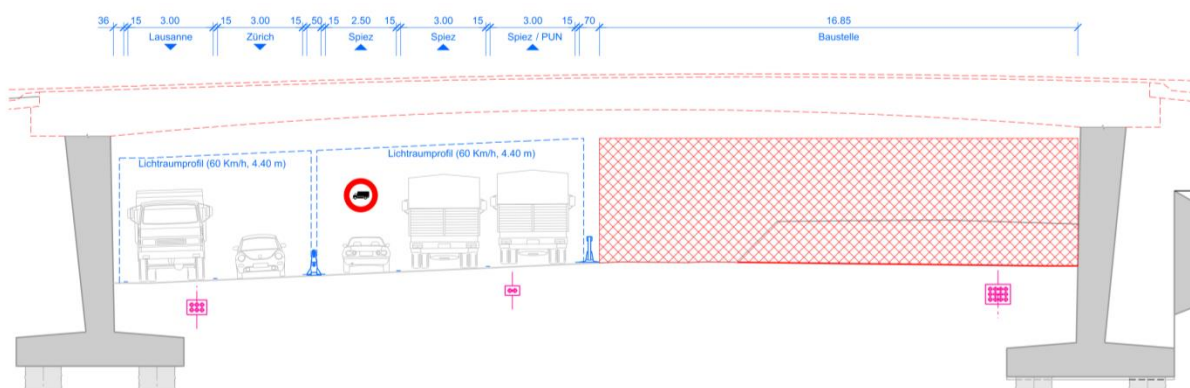 36 15 3.00 15 3.00 15 50 15 2.50 15 3.00 15 3.00 15 70 16.85
Lausanne Zürich Spiez Spiez Spiez / PUN Baustelle
Lichtraumprofil (60 Km/h, 4.40 m) Lichtraumprofil (60 Km/h, 4.40 m)